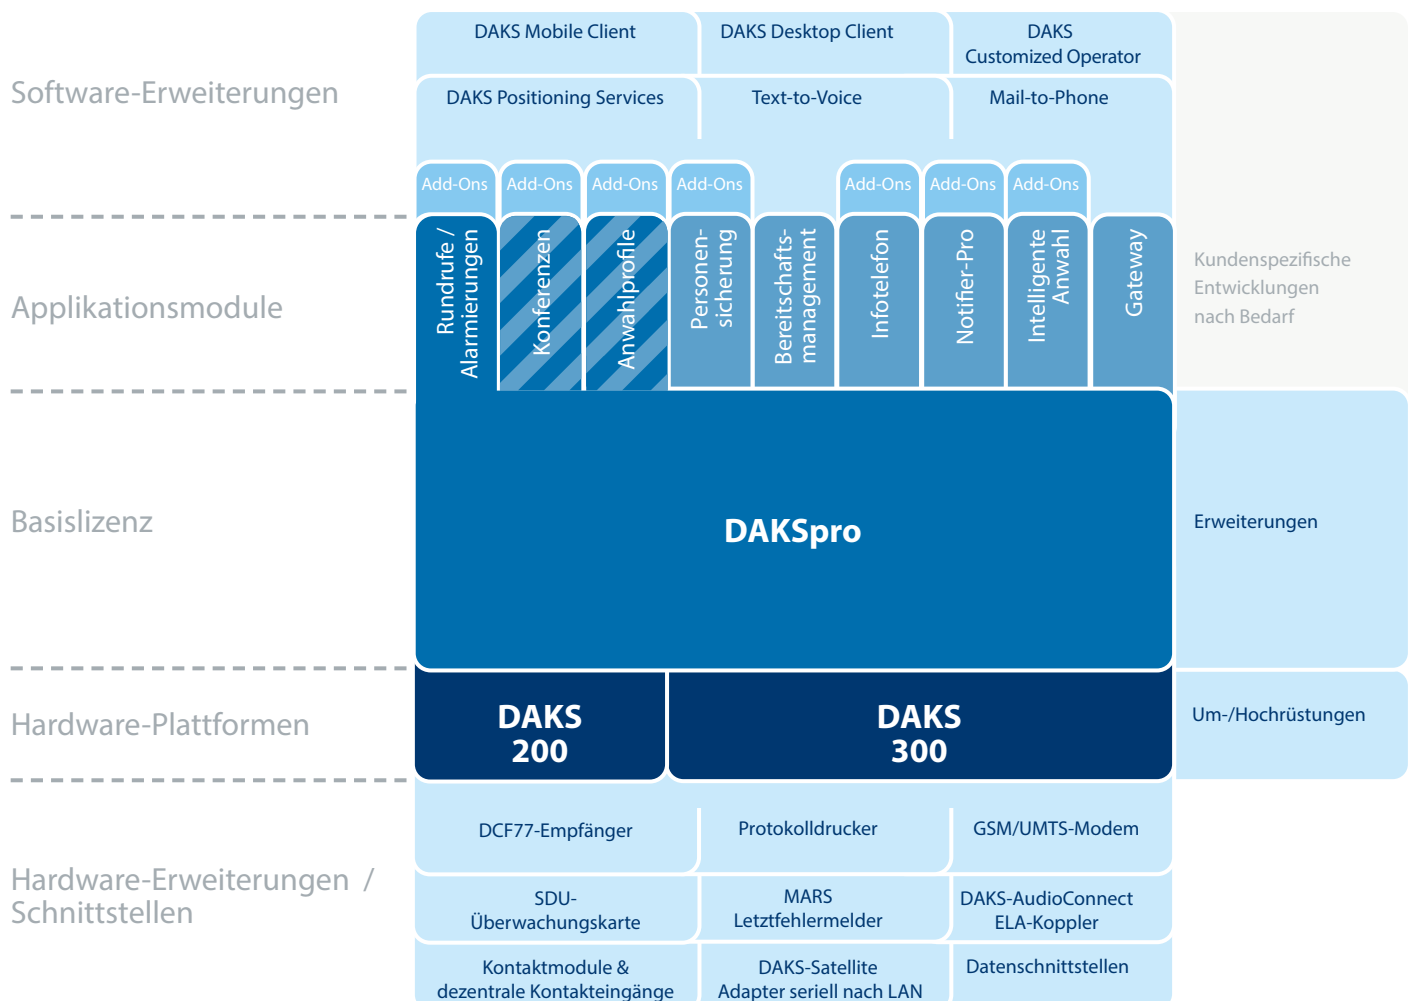 DAKS Mobile Client
DAKS Desktop Client
DAKS
Customized Operator
Software-Erweiterungen
DAKS Positioning Services
Text-to-Voice
Mail-to-Phone
Add-Ons
Add-Ons
Add-Ons
Add-Ons
Add-Ons
Add-Ons
Add-Ons
Applikationsmodule
Rundrufe /
Alarmierungen
Konferenzen
Anwahlprofile
Personen-
sicherung
Bereitschafts-
management
Infotelefon
Notifier-Pro
Intelligente
Anwahl
Gateway
Kundenspezifische
Entwicklungen
nach Bedarf
Basislizenz
DAKSpro
Erweiterungen
Hardware-Plattformen
DAKS
200
DAKS
300
Um-/Hochrüstungen
Hardware-Erweiterungen /
Schnittstellen
DCF77-Empfänger
Protokolldrucker
GSM/UMTS-Modem
SDU-
Überwachungskarte
MARS
Letztfehlermelder
DAKS-AudioConnect
ELA-Koppler
Kontaktmodule &
dezentrale Kontakteingänge
DAKS-Satellite
Adapter seriell nach LAN
Datenschnittstellen